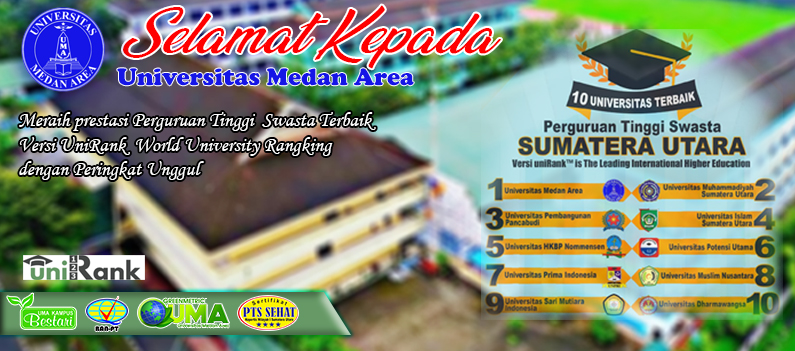 UNIVERSITAS
UMA
MEDAN AREA
Selamat Kepada
Universitas Medan Area
Meraih prestasi Perguruan Tinggi Swasta Terbaik
Versi UniRank World University Rangking
dengan Peringkat Unggul
10 UNIVERSITAS TERBAIK
Perguruan Tinggi Swasta
SUMATERA UTARA
Versi uniRank™ is The Leading International Higher Education
1 Universitas Medan Area
Universitas Muhammadiyah Sumatera Utara 2
3 Universitas Pembangunan Pancabudi
Universitas Islam Sumatera Utara 4
5 Universitas HKBP Nommensen
Universitas Potensi Utama 6
7 Universitas Prima Indonesia
Universitas Muslim Nusantara 8
9 Universitas Sari Mutiara Indonesia
Universitas Dharmawangsa 10
UniRank
123
UMA KAMPUS
Bestari
BAN-PT
GREENMETRIC
UMA
Sertifikat
PTS SEHAT